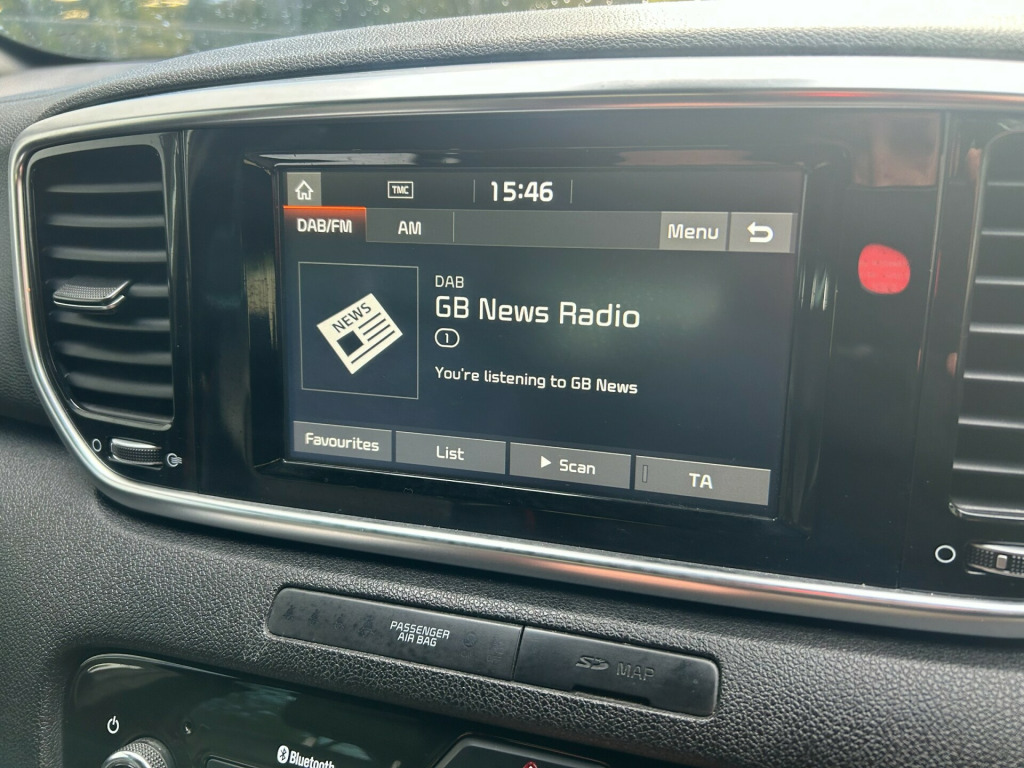 TMC 15:46
DAB/FM AM Menu
NEWS
DAB
GB News Radio
1
You're listening to GB News
Favourites List Scan TA
PASSENGER
AIR BAG
SD MAP
Bluetooth